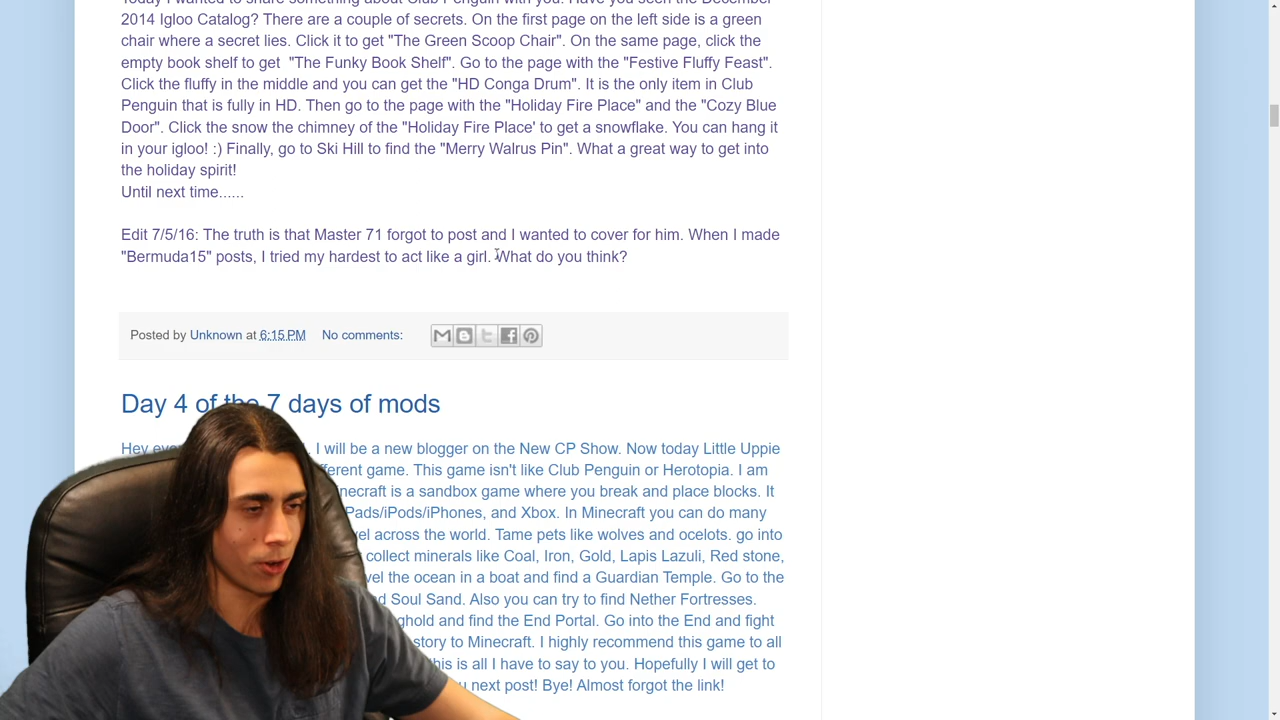 Today I wanted to share something about Club Penguin with you. Have you seen the December
2014 Igloo Catalog? There are a couple of secrets. On the first page on the left side is a green
chair where a secret lies. Click it to get "The Green Scoop Chair". On the same page, click the
empty book shelf to get "The Funky Book Shelf". Go to the page with the "Festive Fluffy Feast".
Click the fluffy in the middle and you can get the "HD Conga Drum". It is the only item in Club
Penguin that is fully in HD. Then go to the page with the "Holiday Fire Place" and the "Cozy Blue
Door". Click the snow the chimney of the "Holiday Fire Place' to get a snowflake. You can hang it
in your igloo! :) Finally, go to Ski Hill to find the "Merry Walrus Pin". What a great way to get into
the holiday spirit!
Until next time......
Edit 7/5/16: The truth is that Master 71 forgot to post and I wanted to cover for him. When I made
"Bermuda15" posts, I tried my hardest to act like a girl. What do you think?
Posted by Unknown at 6:15 PM No comments:
Day 4 of the 7 days of mods
Hey I will be a new blogger on the New CP Show. Now today Little Uppie
game. This game isn't like Club Penguin or Herotopia. I am
is a sandbox game where you break and place blocks. It
and Xbox. In Minecraft you can do many
across the world. Tame pets like wolves and ocelots. go into
collect minerals like Coal, Iron, Gold, Lapis Lazuli, Red stone,
the ocean in a boat and find a Guardian Temple. Go to the
Soul Sand. Also you can try to find Nether Fortresses.
and find the End Portal. Go into the End and fight
story to Minecraft. I highly recommend this game to all
this is all I have to say to you. Hopefully I will get to
next post! Bye! Almost forgot the link!